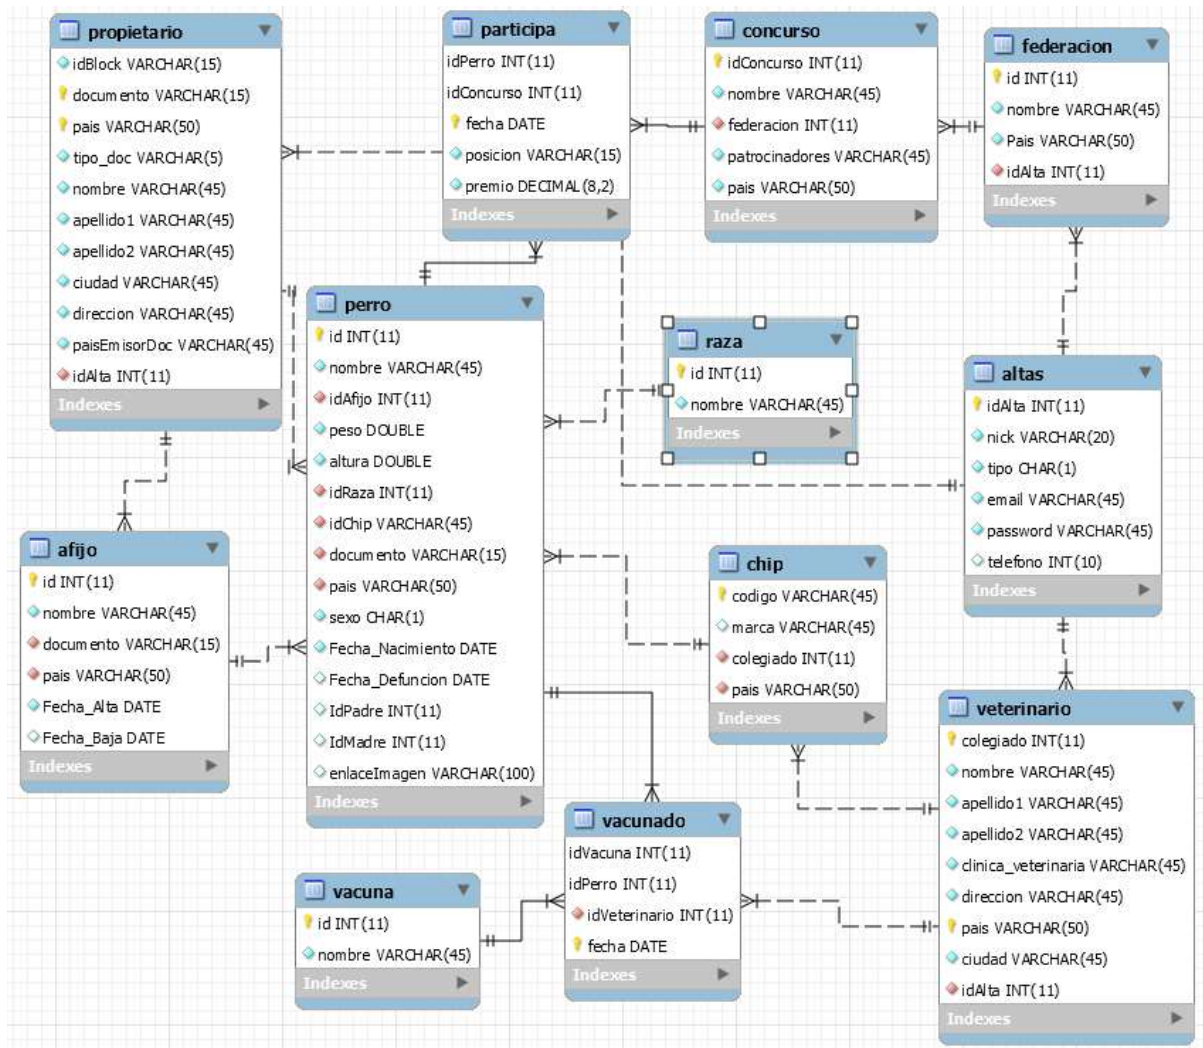 propietario
idBlock VARCHAR(15)
documento VARCHAR(15)
pais VARCHAR(50)
tipo_doc VARCHAR(5)
nombre VARCHAR(45)
apellido1 VARCHAR(45)
apellido2 VARCHAR(45)
ciudad VARCHAR(45)
direccion VARCHAR(45)
paisEmisorDoc VARCHAR(45)
idAlta INT(11)
Indexes
participa
idPerro INT(11)
idConcurso INT(11)
fecha DATE
posicion VARCHAR(15)
premio DECIMAL(8,2)
Indexes
concurso
idConcurso INT(11)
nombre VARCHAR(45)
federacion INT(11)
patrocinadores VARCHAR(45)
pais VARCHAR(50)
Indexes
federacion
id INT(11)
nombre VARCHAR(45)
Pais VARCHAR(50)
idAlta INT(11)
Indexes
perro
id INT(11)
nombre VARCHAR(45)
idAfijo INT(11)
peso DOUBLE
altura DOUBLE
idRaza INT(11)
idChip VARCHAR(45)
documento VARCHAR(15)
pais VARCHAR(50)
sexo CHAR(1)
Fecha_Nacimiento DATE
Fecha_Defuncion DATE
IdPadre INT(11)
IdMadre INT(11)
enlaceImagen VARCHAR(100)
Indexes
raza
id INT(11)
nombre VARCHAR(45)
Indexes
altas
idAlta INT(11)
nick VARCHAR(20)
tipo CHAR(1)
email VARCHAR(45)
password VARCHAR(45)
telefono INT(10)
Indexes
afijo
id INT(11)
nombre VARCHAR(45)
documento VARCHAR(15)
pais VARCHAR(50)
Fecha_Alta DATE
Fecha_Baja DATE
Indexes
chip
codigo VARCHAR(45)
marca VARCHAR(45)
colegiado INT(11)
pais VARCHAR(50)
Indexes
veterinario
colegiado INT(11)
nombre VARCHAR(45)
apellido1 VARCHAR(45)
apellido2 VARCHAR(45)
clinica_veterinaria VARCHAR(45)
direccion VARCHAR(45)
pais VARCHAR(50)
ciudad VARCHAR(45)
idAlta INT(11)
Indexes
vacuna
id INT(11)
nombre VARCHAR(45)
Indexes
vacunado
idVacuna INT(11)
idPerro INT(11)
idVeterinario INT(11)
fecha DATE
Indexes